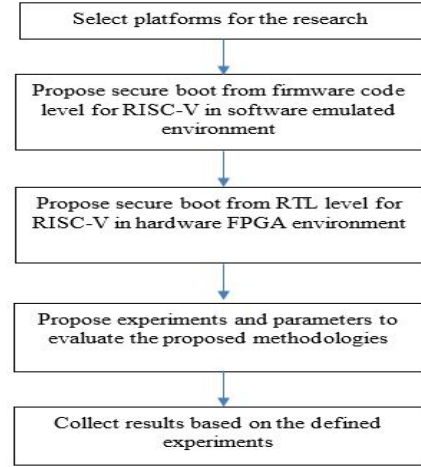 Select platforms for the research
Propose secure boot from firmware code
level for RISC-V in software emulated
environment
Propose secure boot from RTL level for
RISC-V in hardware FPGA environment
Propose experiments and parameters to
evaluate the proposed methodologies
Collect results based on the defined
experiments